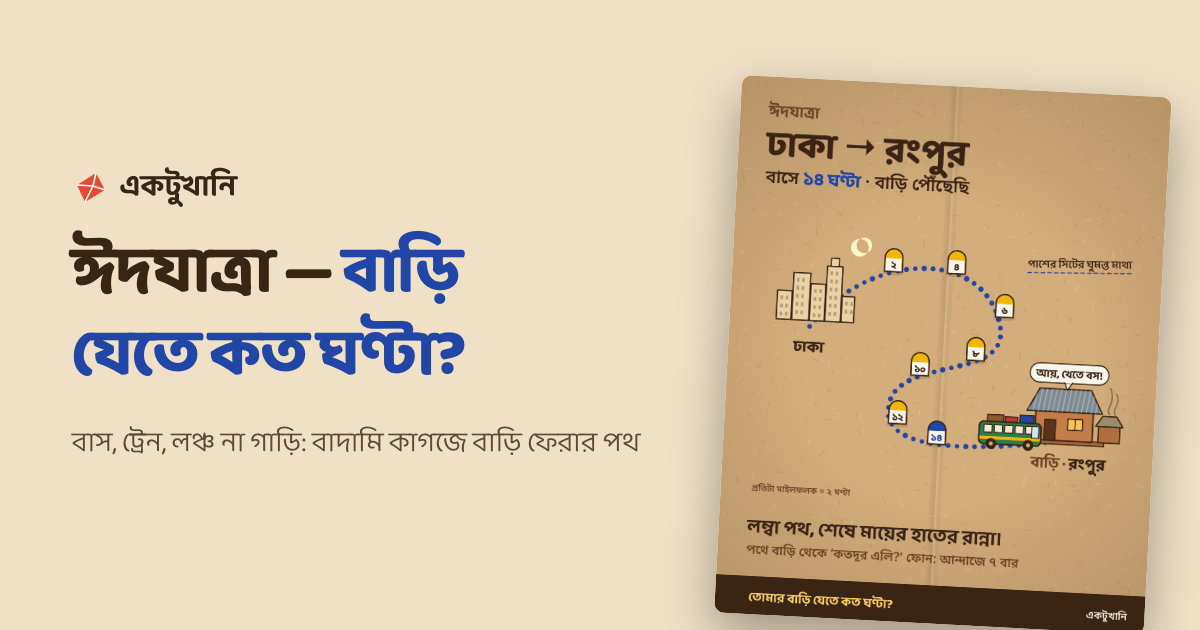 একটুখানি
ঈদযাত্রা — বাড়ি
যেতে কত ঘণ্টা?
বাস, ট্রেন, লঞ্চ না গাড়ি: বাদামি কাগজে বাড়ি ফেরার পথ
ঈদযাত্রা
ঢাকা → রংপুর
বাসে ১৪ ঘণ্টা · বাড়ি পৌঁছেছি
২
৪
পাশের সিটের ঘুমন্ত মাথা
৬
ঢাকা
৮
১০
আয়, খেতে বস!
১২
১৪
বাড়ি · রংপুর
প্রতিটা মাইলফলক = ২ ঘণ্টা
লম্বা পথ, শেষে মায়ের হাতের রান্না।
পথে বাড়ি থেকে ‘কতদূর এলি?’ ফোন: আন্দাজে ৭ বার
তোমার বাড়ি যেতে কত ঘণ্টা?
একটুখানি